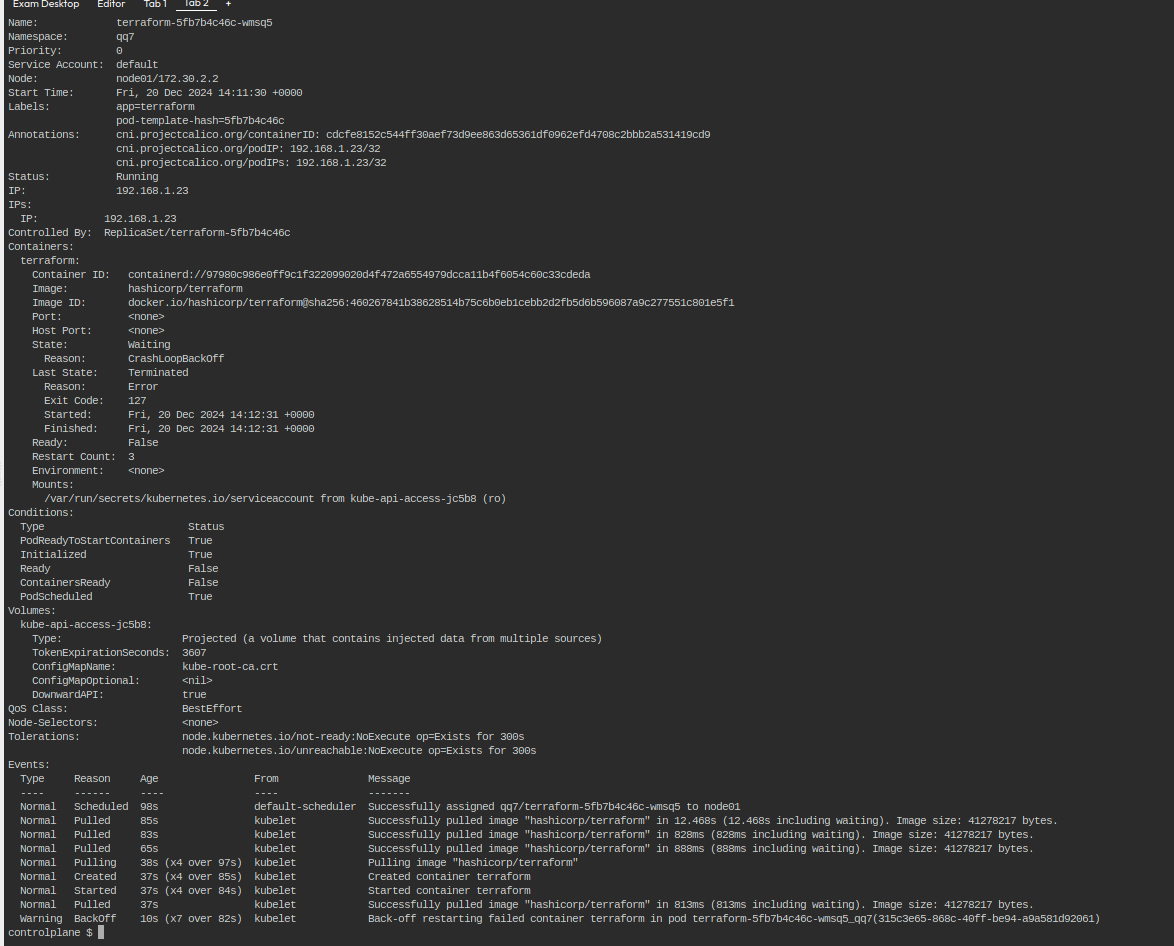 Exam Desktop Editor Tab 1 Tab 2 +
Name: terraform-5fb7b4c46c-wmsq5
Namespace: qq7
Priority: 0
Service Account: default
Node: node01/172.30.2.2
Start Time: Fri, 20 Dec 2024 14:11:30 +0000
Labels: app=terraform
pod-template-hash=5fb7b4c46c
Annotations: cni.projectcalico.org/containerID: cdcfe8152c544ff30aef73d9ee863d65361df0962efd4708c2bbb2a531419cd9
cni.projectcalico.org/podIP: 192.168.1.23/32
cni.projectcalico.org/podIPs: 192.168.1.23/32
Status: Running
IP: 192.168.1.23
IPs:
IP: 192.168.1.23
Controlled By: ReplicaSet/terraform-5fb7b4c46c
Containers:
terraform:
Container ID: containerd://97980c986e0ff9c1f322099020d4f472a6554979dcca11b4f6054c60c33cdeda
Image: hashicorp/terraform
Image ID: docker.io/hashicorp/terraform@sha256:460267841b38628514b75c6b0eb1cebb2d2fb5d6b596087a9c277551c801e5f1
Port: <none>
Host Port: <none>
State: Waiting
Reason: CrashLoopBackOff
Last State: Terminated
Reason: Error
Exit Code: 127
Started: Fri, 20 Dec 2024 14:12:31 +0000
Finished: Fri, 20 Dec 2024 14:12:31 +0000
Ready: False
Restart Count: 3
Environment: <none>
Mounts:
/var/run/secrets/kubernetes.io/serviceaccount from kube-api-access-jc5b8 (ro)
Conditions:
Type Status
PodReadyToStartContainers True
Initialized True
Ready False
ContainersReady False
PodScheduled True
Volumes:
kube-api-access-jc5b8:
Type: Projected (a volume that contains injected data from multiple sources)
TokenExpirationSeconds: 3607
ConfigMapName: kube-root-ca.crt
ConfigMapOptional: <nil>
DownwardAPI: true
QoS Class: BestEffort
Node-Selectors: <none>
Tolerations: node.kubernetes.io/not-ready:NoExecute op=Exists for 300s
node.kubernetes.io/unreachable:NoExecute op=Exists for 300s
Events:
Type Reason Age From Message
---- ------ ---- ---- -------
Normal Scheduled 98s default-scheduler Successfully assigned qq7/terraform-5fb7b4c46c-wmsq5 to node01
Normal Pulled 85s kubelet Successfully pulled image "hashicorp/terraform" in 12.468s (12.468s including waiting). Image size: 41278217 bytes.
Normal Pulled 83s kubelet Successfully pulled image "hashicorp/terraform" in 828ms (828ms including waiting). Image size: 41278217 bytes.
Normal Pulled 65s kubelet Successfully pulled image "hashicorp/terraform" in 888ms (888ms including waiting). Image size: 41278217 bytes.
Normal Pulling 38s (x4 over 97s) kubelet Pulling image "hashicorp/terraform"
Normal Created 37s (x4 over 85s) kubelet Created container terraform
Normal Started 37s (x4 over 84s) kubelet Started container terraform
Normal Pulled 37s kubelet Successfully pulled image "hashicorp/terraform" in 813ms (813ms including waiting). Image size: 41278217 bytes.
Warning BackOff 10s (x7 over 82s) kubelet Back-off restarting failed container terraform in pod terraform-5fb7b4c46c-wmsq5_qq7(315c3e65-868c-40ff-be94-a9a581d92061)
controlplane $